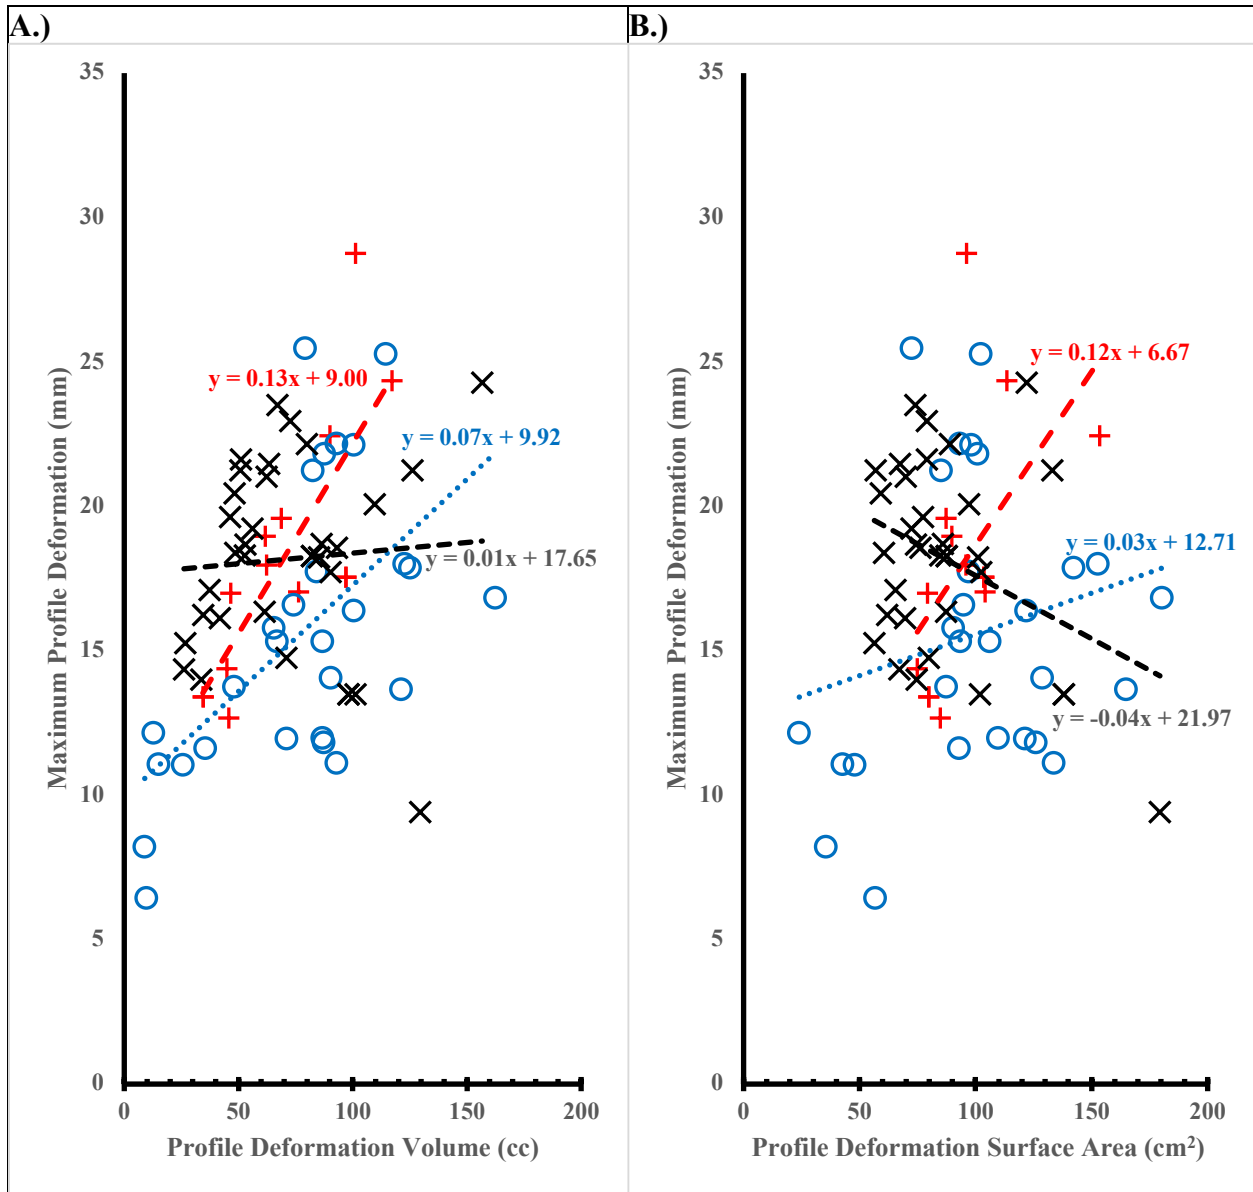 A.)
B.)
Maximum Profile Deformation (mm)
35
30
25
20
15
10
5
0
y = 0.13x + 9.00
y = 0.07x + 9.92
y = 0.01x + 17.65
0 50 100 150 200
Profile Deformation Volume (cc)
Maximum Profile Deformation (mm)
35
30
25
20
15
10
5
0
y = 0.12x + 6.67
y = 0.03x + 12.71
y = -0.04x + 21.97
0 50 100 150 200
Profile Deformation Surface Area (cm²)